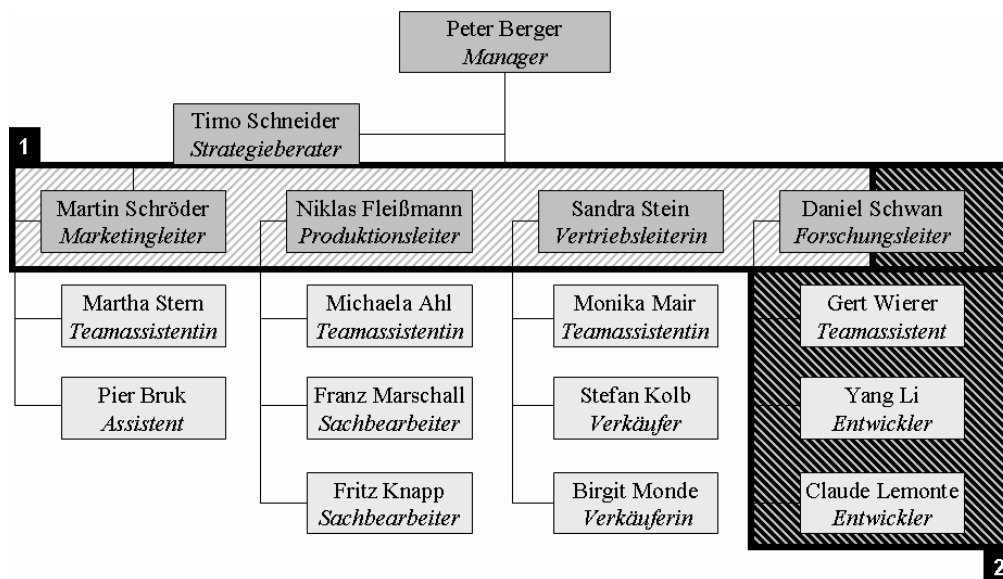 Peter Berger
Manager
Timo Schneider
Strategieberater
1
Martin Schröder
Marketingleiter
Niklas Fleißmann
Produktionsleiter
Sandra Stein
Vertriebsleiterin
Daniel Schwan
Forschungsleiter
Martha Stern
Teamassistentin
Michaela Ahl
Teamassistentin
Monika Mair
Teamassistentin
Gert Wierer
Teamassistent
Pier Bruk
Assistent
Franz Marschall
Sachbearbeiter
Stefan Kolb
Verkäufer
Yang Li
Entwickler
Fritz Knapp
Sachbearbeiter
Birgit Monde
Verkäuferin
Claude Lemonte
Entwickler
2